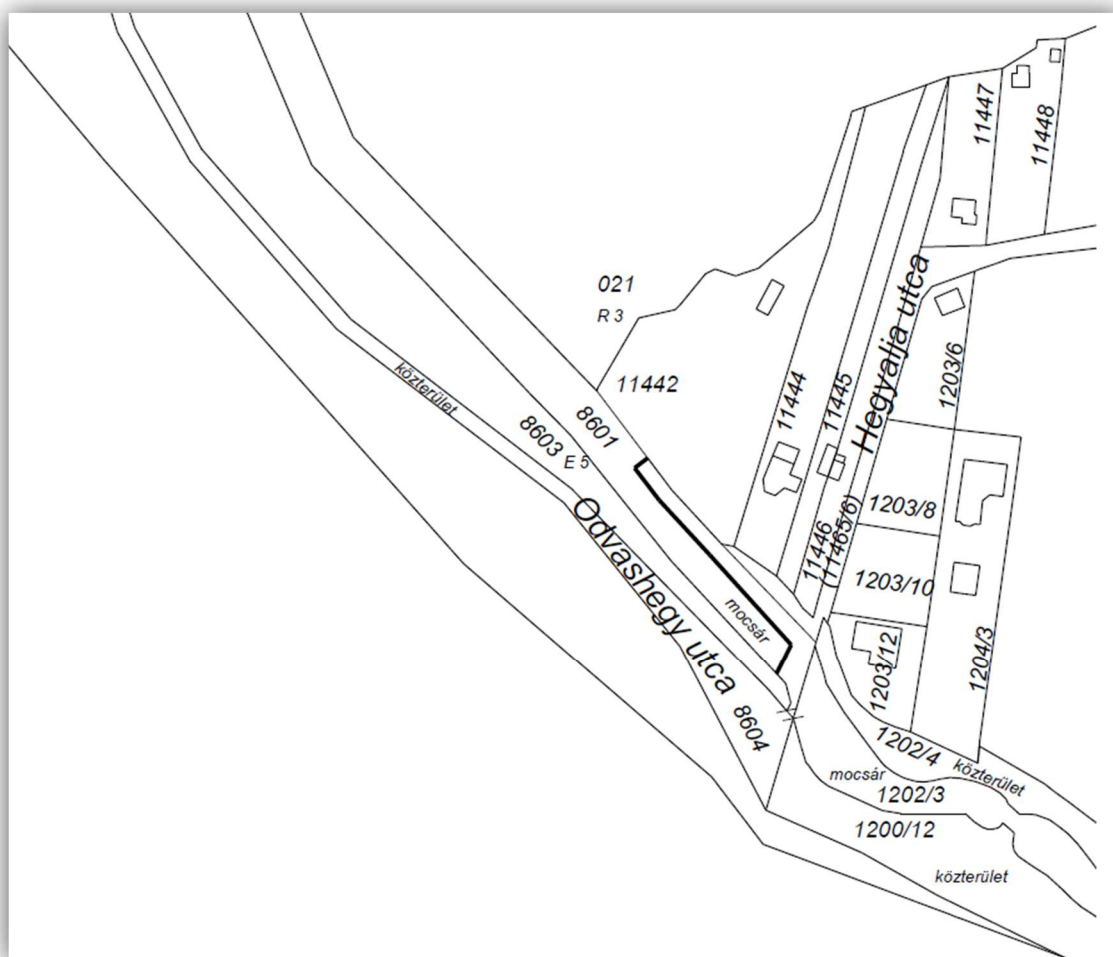 11447
11448
Hegyalja utca
021
R 3
11442
11444
11445
1203/6
közterület
8601
8603
E 5
11446
(11465/6)
1203/8
1203/10
Odvashegy utca
mocsár
1203/12
1204/3
8604
1202/4
közterület
mocsár
1202/3
1200/12
közterület